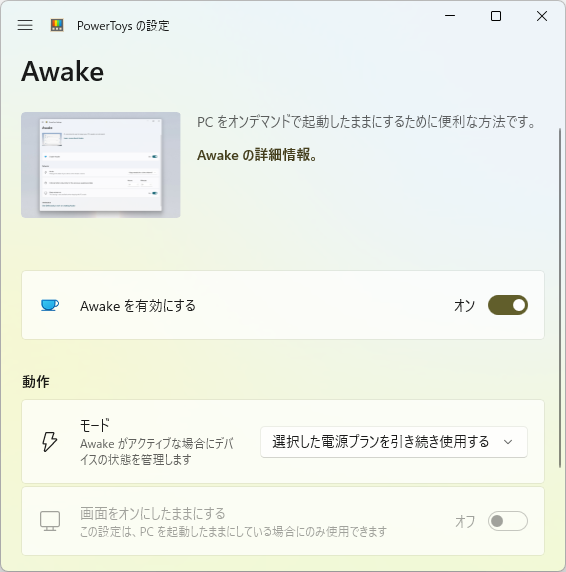 PowerToys の設定
Awake
PC をオンデマンドで起動したままにするために便利な方法です。
Awake の詳細情報。
Awake を有効にする
オン
動作
モード
Awake がアクティブな場合にデバ
イスの状態を管理します
選択した電源プランを引き続き使用する
画面をオンにしたままにする
この設定は、PC を起動したままにしている場合にのみ使用できます
オフ